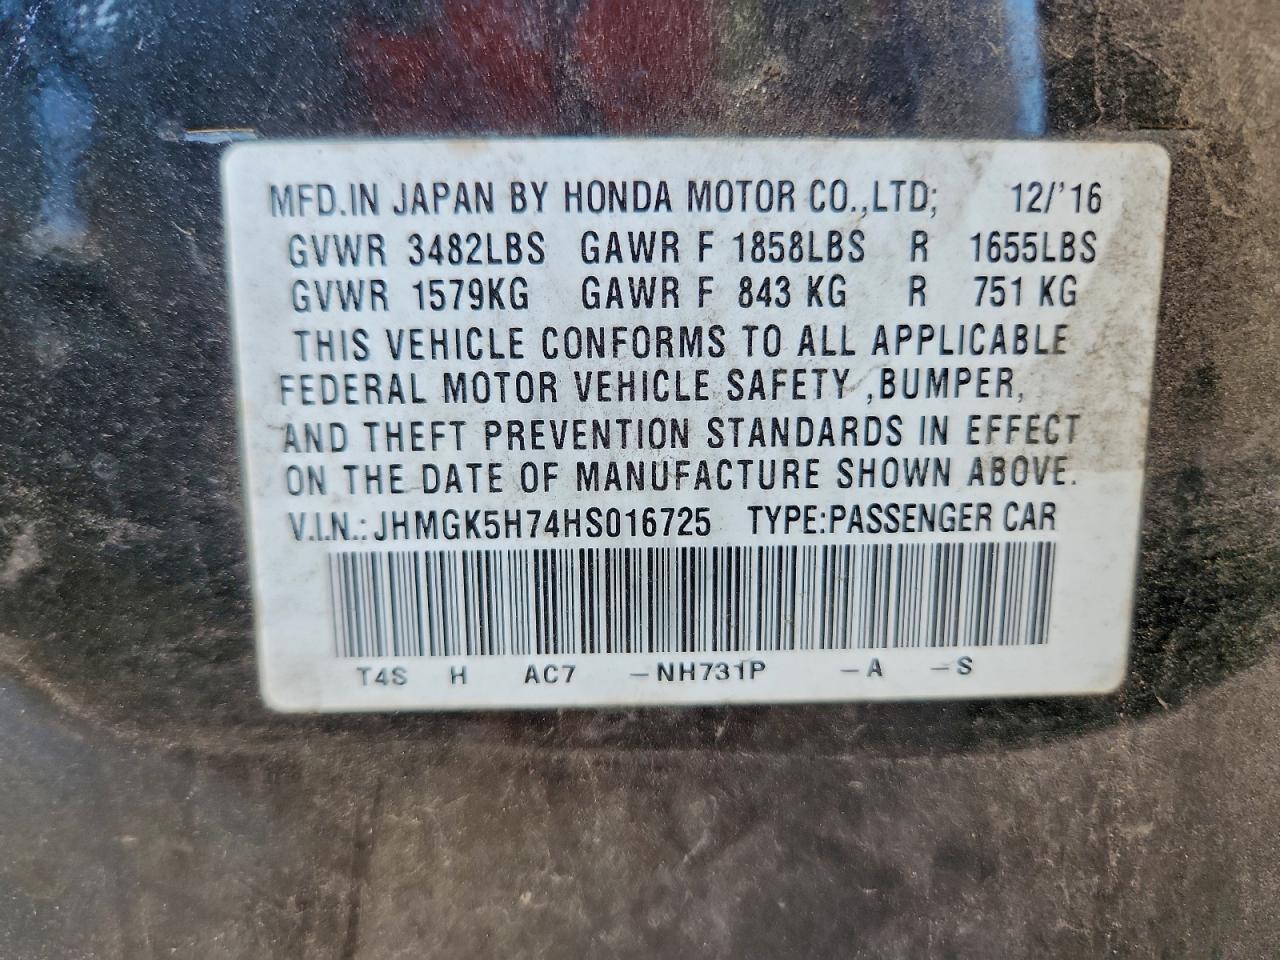 MFD.IN JAPAN BY HONDA MOTOR CO.,LTD; 12/'16
GVWR 3482LBS GAWR F 1858LBS R 1655LBS
GVWR 1579KG GAWR F 843 KG R 751 KG
THIS VEHICLE CONFORMS TO ALL APPLICABLE
FEDERAL MOTOR VEHICLE SAFETY ,BUMPER,
AND THEFT PREVENTION STANDARDS IN EFFECT
ON THE DATE OF MANUFACTURE SHOWN ABOVE.
V.I.N.: JHMGK5H74HS016725 TYPE:PASSENGER CAR
T4S H AC7 -NH731P -A -S